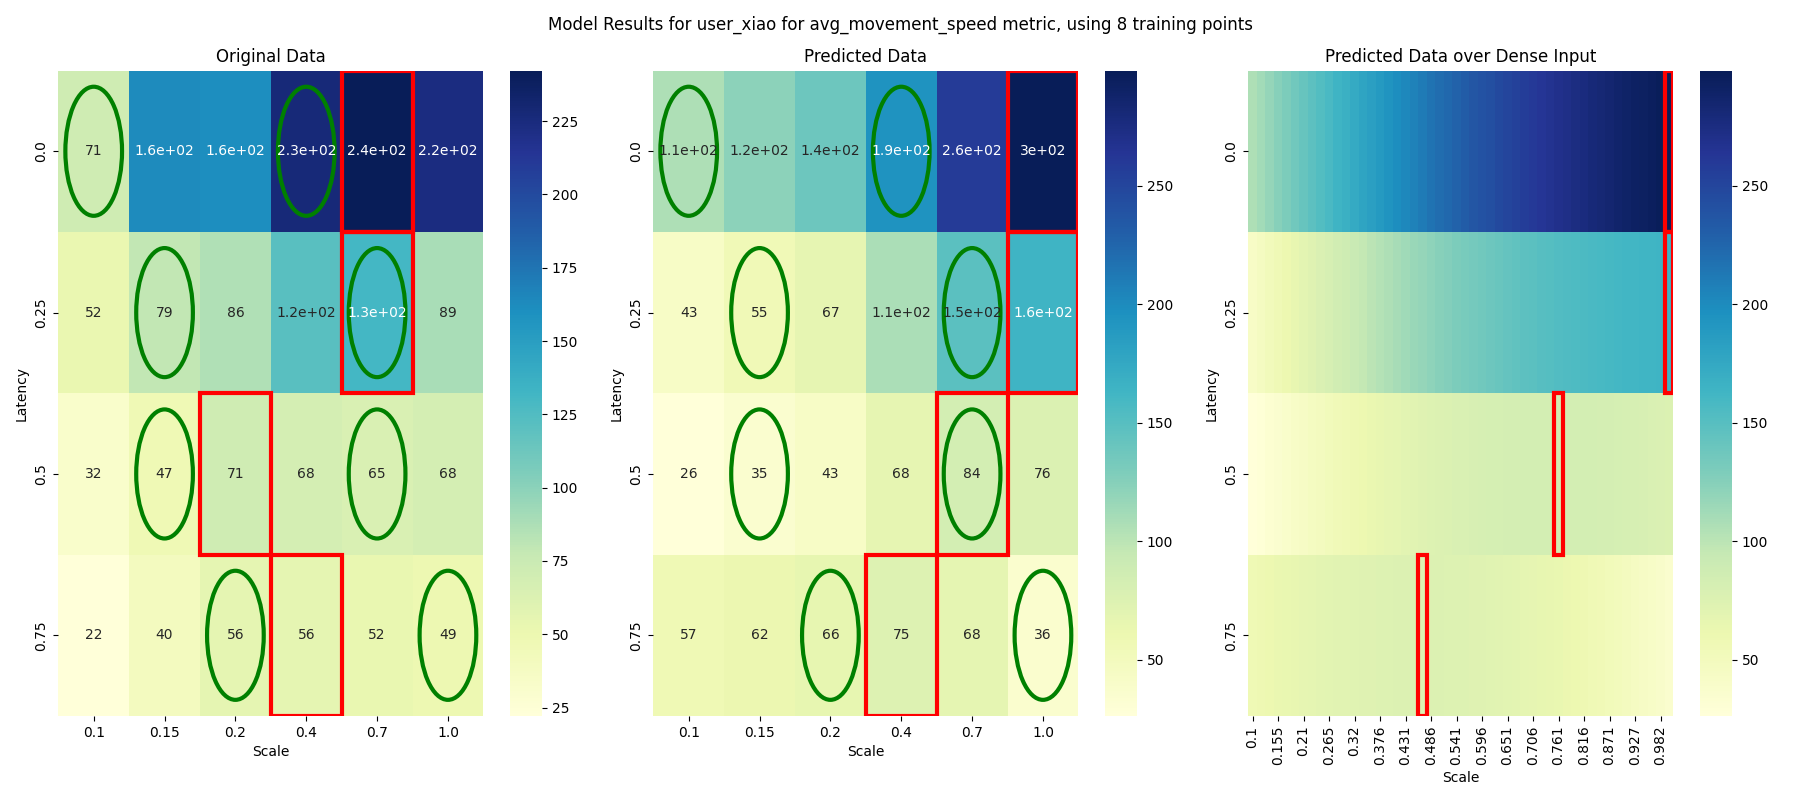 Model Results for user_xiao for avg_movement_speed metric, using 8 training points
Original Data
Latency
0.0 71 1.6e+02 1.6e+02 2.3e+02 2.4e+02 2.2e+02
0.25 52 79 86 1.2e+02 1.3e+02 89
0.5 32 47 71 68 65 68
0.75 22 40 56 56 52 49
0.1 0.15 0.2 0.4 0.7 1.0
Scale
225
200
175
150
125
100
75
50
25
Predicted Data
Latency
0.0 1.1e+02 1.2e+02 1.4e+02 1.9e+02 2.6e+02 3e+02
0.25 43 55 67 1.1e+02 1.5e+02 1.6e+02
0.5 26 35 43 68 84 76
0.75 57 62 66 75 68 36
0.1 0.15 0.2 0.4 0.7 1.0
Scale
250
200
150
100
50
Predicted Data over Dense Input
Latency
0.0
0.25
0.5
0.75
0.1 0.155 0.21 0.265 0.32 0.376 0.431 0.486 0.541 0.596 0.651 0.706 0.761 0.816 0.871 0.927 0.982
Scale
250
200
150
100
50